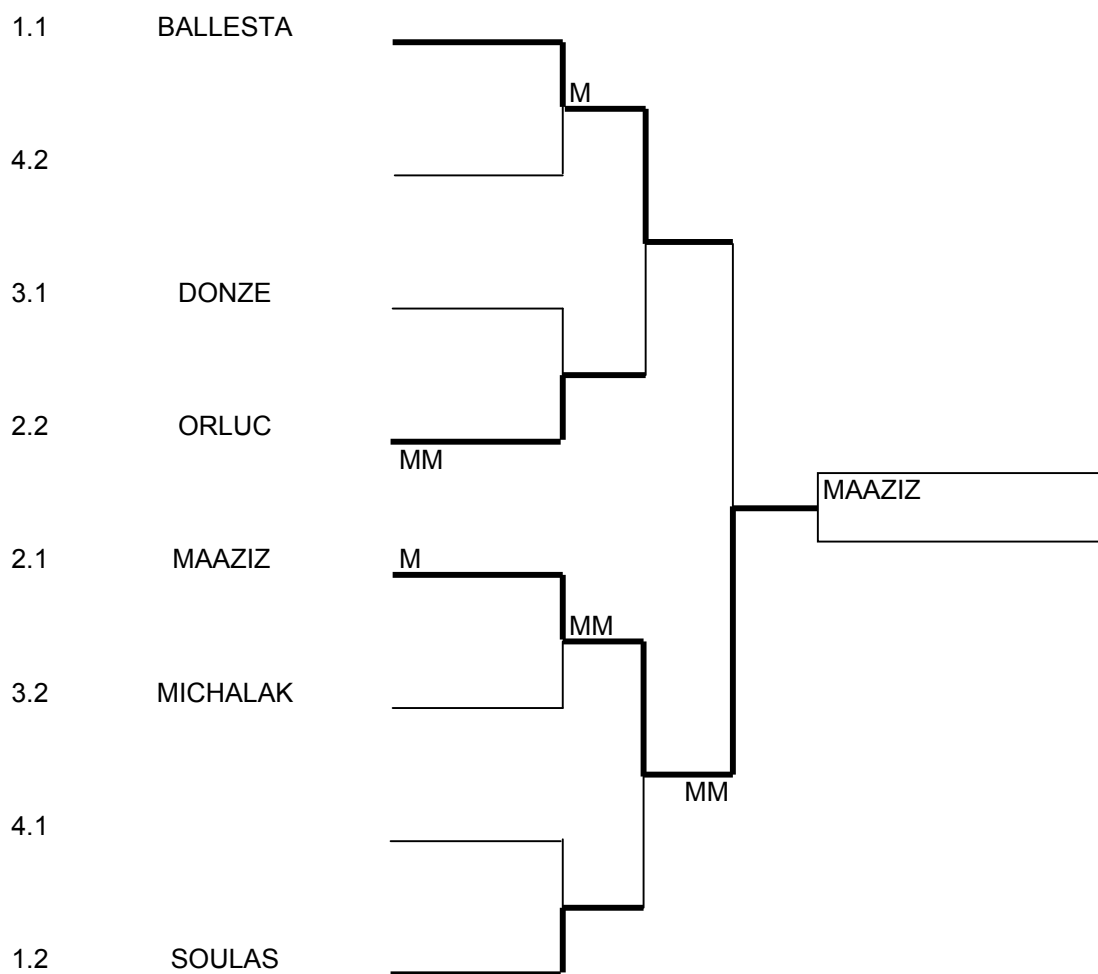 1.1 BALLESTA
M
4.2
3.1 DONZE
2.2 ORLUC
MM
MAAZIZ
2.1 MAAZIZ M
MM
3.2 MICHALAK
MM
4.1
1.2 SOULAS